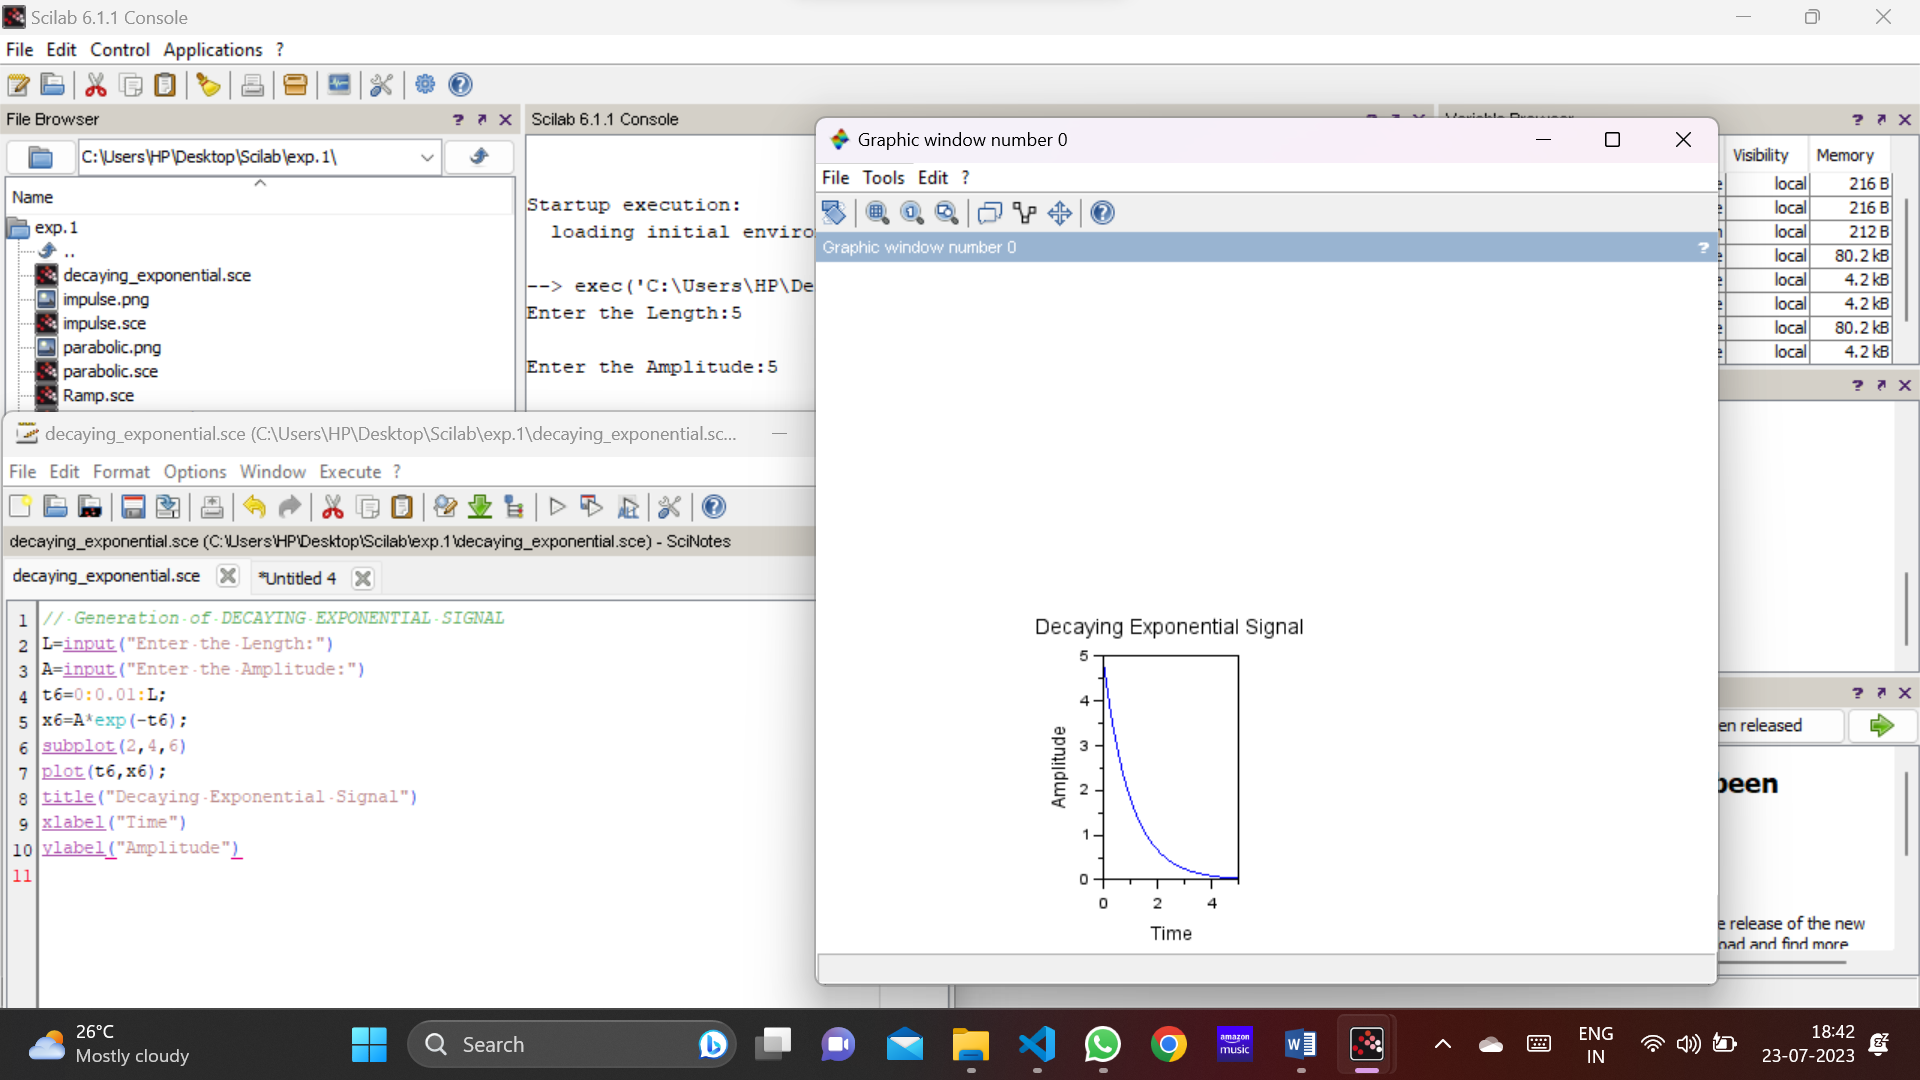 Scilab 6.1.1 Console
File Edit Control Applications ?
File Browser
C:\Users\HP\Desktop\Scilab\exp.1\
Name
exp.1
..
decaying_exponential.sce
impulse.png
impulse.sce
parabolic.png
parabolic.sce
Ramp.sce
Scilab 6.1.1 Console
Startup execution:
loading initial enviro
--> exec('C:\Users\HP\De
Enter the Length:5
Enter the Amplitude:5
decaying_exponential.sce (C:\Users\HP\Desktop\Scilab\exp.1\decaying_exponential.sc...
File Edit Format Options Window Execute ?
decaying_exponential.sce (C:\Users\HP\Desktop\Scilab\exp.1\decaying_exponential.sce) - SciNotes
decaying_exponential.sce
*Untitled 4
1 // Generation of DECAYING EXPONENTIAL SIGNAL
2 L=input("Enter the Length:")
3 A=input("Enter the Amplitude:")
4 t6=0:0.01:L;
5 x6=A*exp(-t6);
6 subplot(2,4,6)
7 plot(t6,x6);
8 title("Decaying Exponential Signal")
9 xlabel("Time")
10 ylabel("Amplitude")
11
Graphic window number 0
File Tools Edit ?
Graphic window number 0
?
Decaying Exponential Signal
5
4
3
2
1
0
Amplitude
0 2 4
Time
Visibility Memory
local 216 B
local 216 B
local 212 B
local 80.2 kB
local 4.2 kB
local 4.2 kB
local 80.2 kB
local 4.2 kB
en released
been
e release of the new
oad and find more
26°C
Mostly cloudy
Search
amazon
music
ENG
IN
18:42
23-07-2023